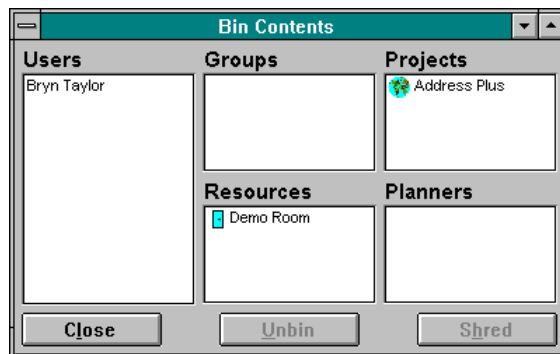 Bin Contents
Users
Groups
Projects
Bryn Taylor
Address Plus
Resources
Planners
Demo Room
Close
Unbin
Shred